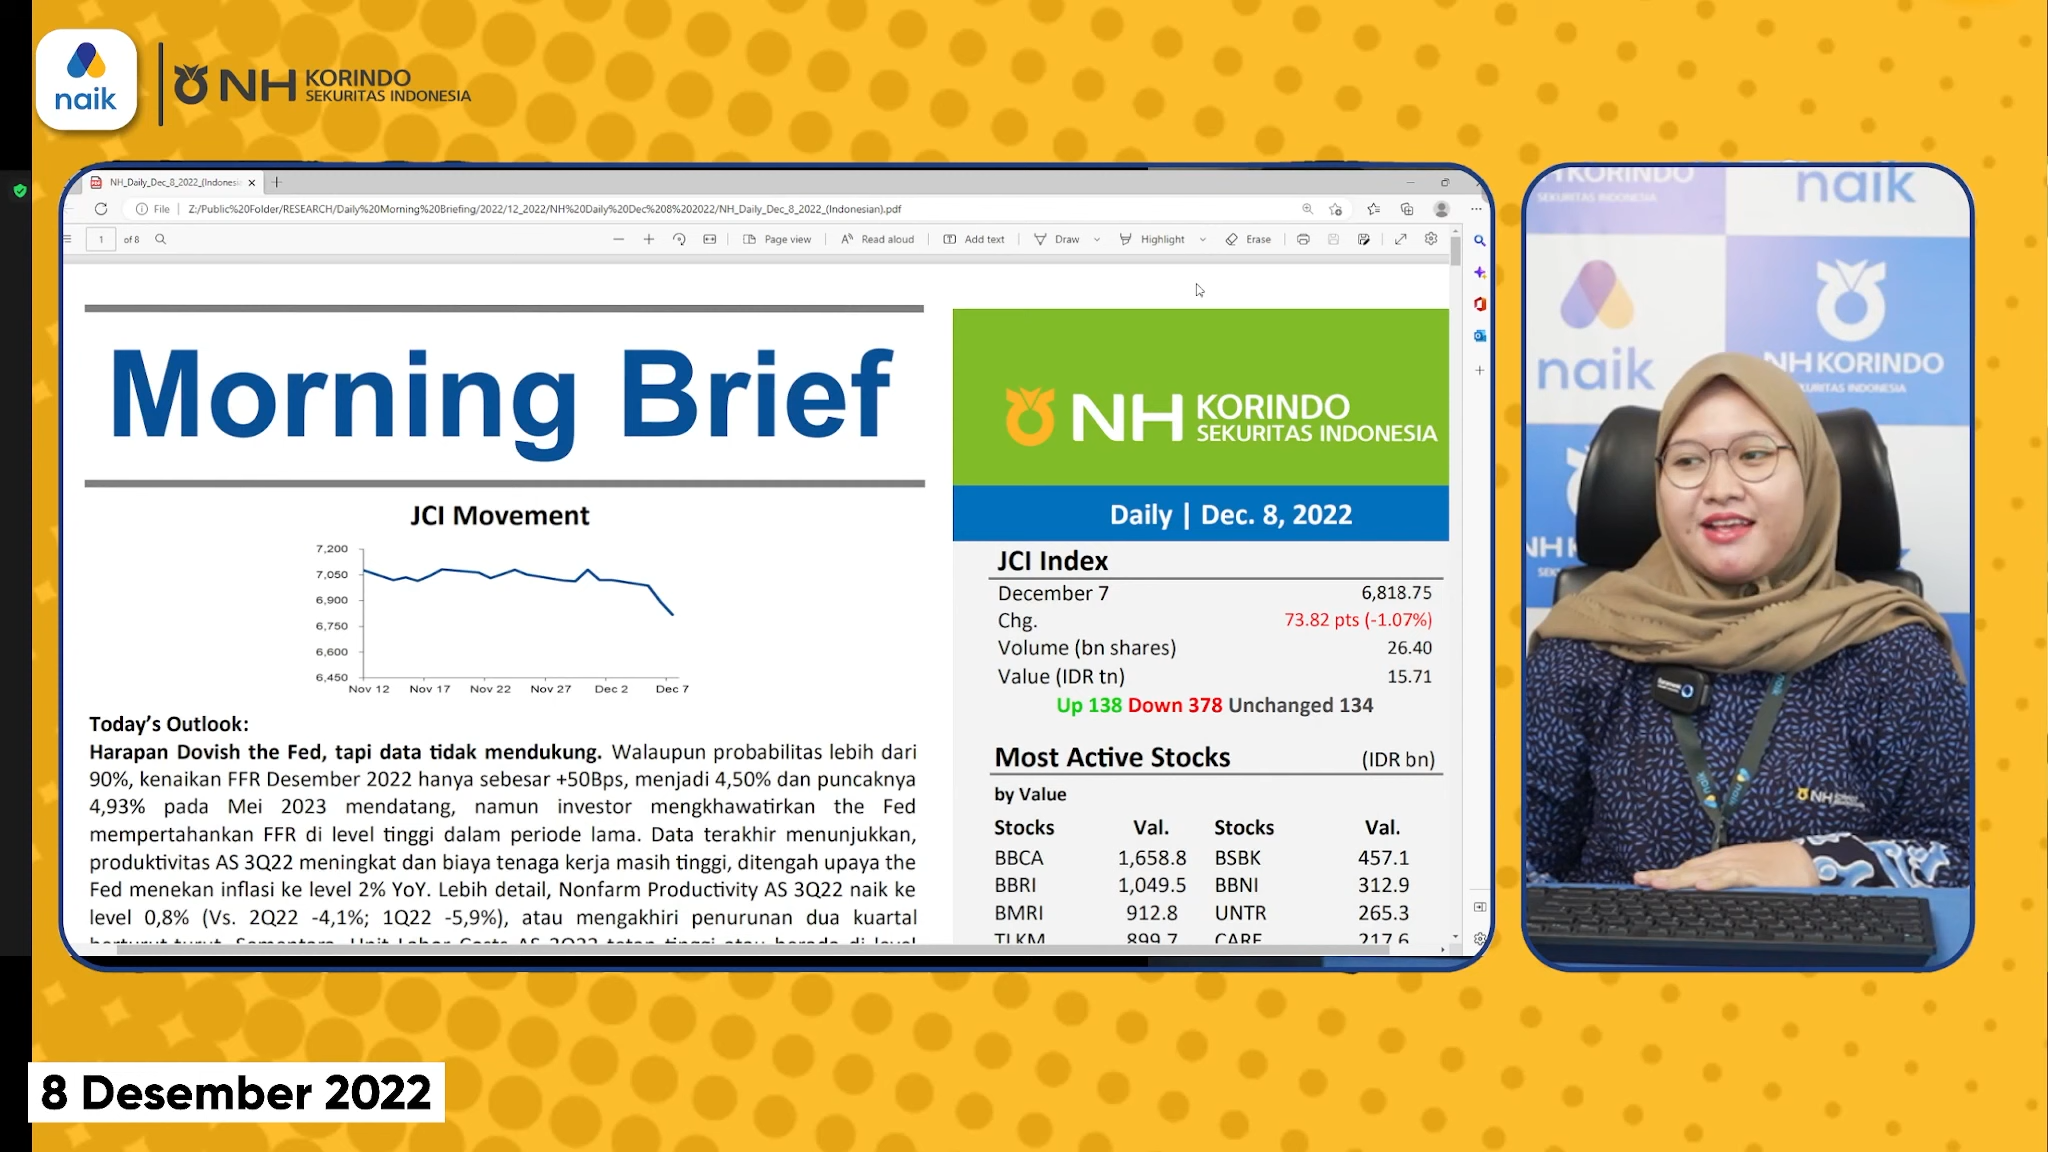 naik
NH KORINDO
SEKURITAS INDONESIA
NH_Daily_Dec_8_2022_(Indonesi
File
Z:/Public%20Folder/RESEARCH/Daily%20Morning%20Briefing/2022/12_2022/NH%20Daily%20Dec%208%202022/NH_Daily_Dec_8_2022_(Indonesian).pdf
1 of 8
Page view
Read aloud
Add text
Draw
Highlight
Erase
Morning Brief
JCI Movement
7,200
7,050
6,900
6,750
6,600
6,450
Nov 12 Nov 17 Nov 22 Nov 27 Dec 2 Dec 7
Today's Outlook:
Harapan Dovish the Fed, tapi data tidak mendukung. Walaupun probabilitas lebih dari
90%, kenaikan FFR Desember 2022 hanya sebesar +50Bps, menjadi 4,50% dan puncaknya
4,93% pada Mei 2023 mendatang, namun investor mengkhawatirkan the Fed
mempertahankan FFR di level tinggi dalam periode lama. Data terakhir menunjukkan,
produktivitas AS 3Q22 meningkat dan biaya tenaga kerja masih tinggi, ditengah upaya the
Fed menekan inflasi ke level 2% YoY. Lebih detail, Nonfarm Productivity AS 3Q22 naik ke
level 0,8% (Vs. 2Q22 -4,1%; 1Q22 -5,9%), atau mengakhiri penurunan dua kuartal
NH KORINDO
SEKURITAS INDONESIA
Daily | Dec. 8, 2022
JCI Index
December 7 6,818.75
Chg. 73.82 pts (-1.07%)
Volume (bn shares) 26.40
Value (IDR tn) 15.71
Up 138 Down 378 Unchanged 134
Most Active Stocks (IDR bn)
by Value
Stocks Val. Stocks Val.
BBCA 1,658.8 BSBK 457.1
BBRI 1,049.5 BBNI 312.9
BMRI 912.8 UNTR 265.3
TLKM 899.7 CARE 217.6
KORINDO
SEKURITAS INDONESIA
naik
naik
NH KORINDO
NH
NH
8 Desember 2022